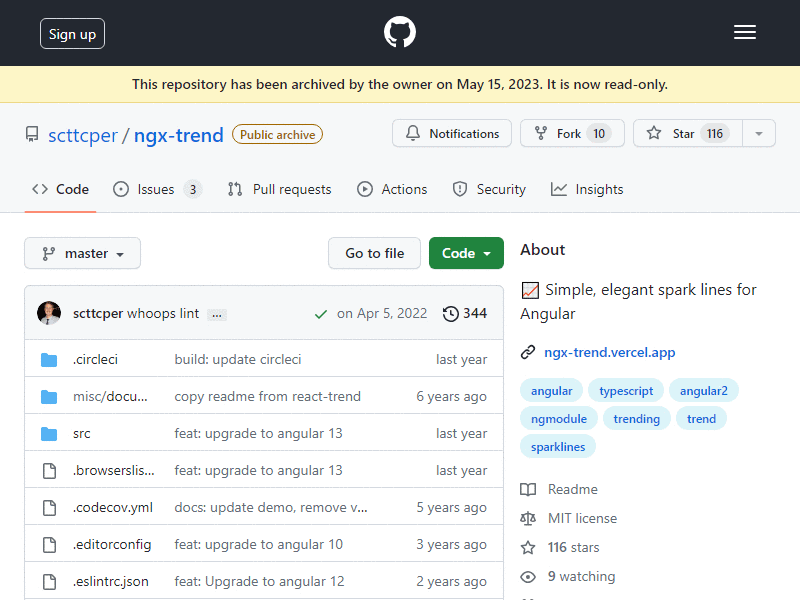 Sign up
This repository has been archived by the owner on May 15, 2023. It is now read-only.
scttcper / ngx-trend Public archive
Notifications Fork 10 Star 116
Code Issues 3 Pull requests Actions Security Insights
master Go to file Code
scttcper whoops lint ... on Apr 5, 2022 344
.circleci build: update circleci last year
misc/docu... copy readme from react-trend 6 years ago
src feat: upgrade to angular 13 last year
.browserslis... feat: upgrade to angular 13 last year
.codecov.yml docs: update demo, remove v... 5 years ago
.editorconfig feat: upgrade to angular 10 3 years ago
.eslintrc.json feat: Upgrade to angular 12 2 years ago
About
📈 Simple, elegant spark lines for
Angular
ngx-trend.vercel.app
angular typescript angular2
ngmodule trending trend
sparklines
Readme
MIT license
116 stars
9 watching